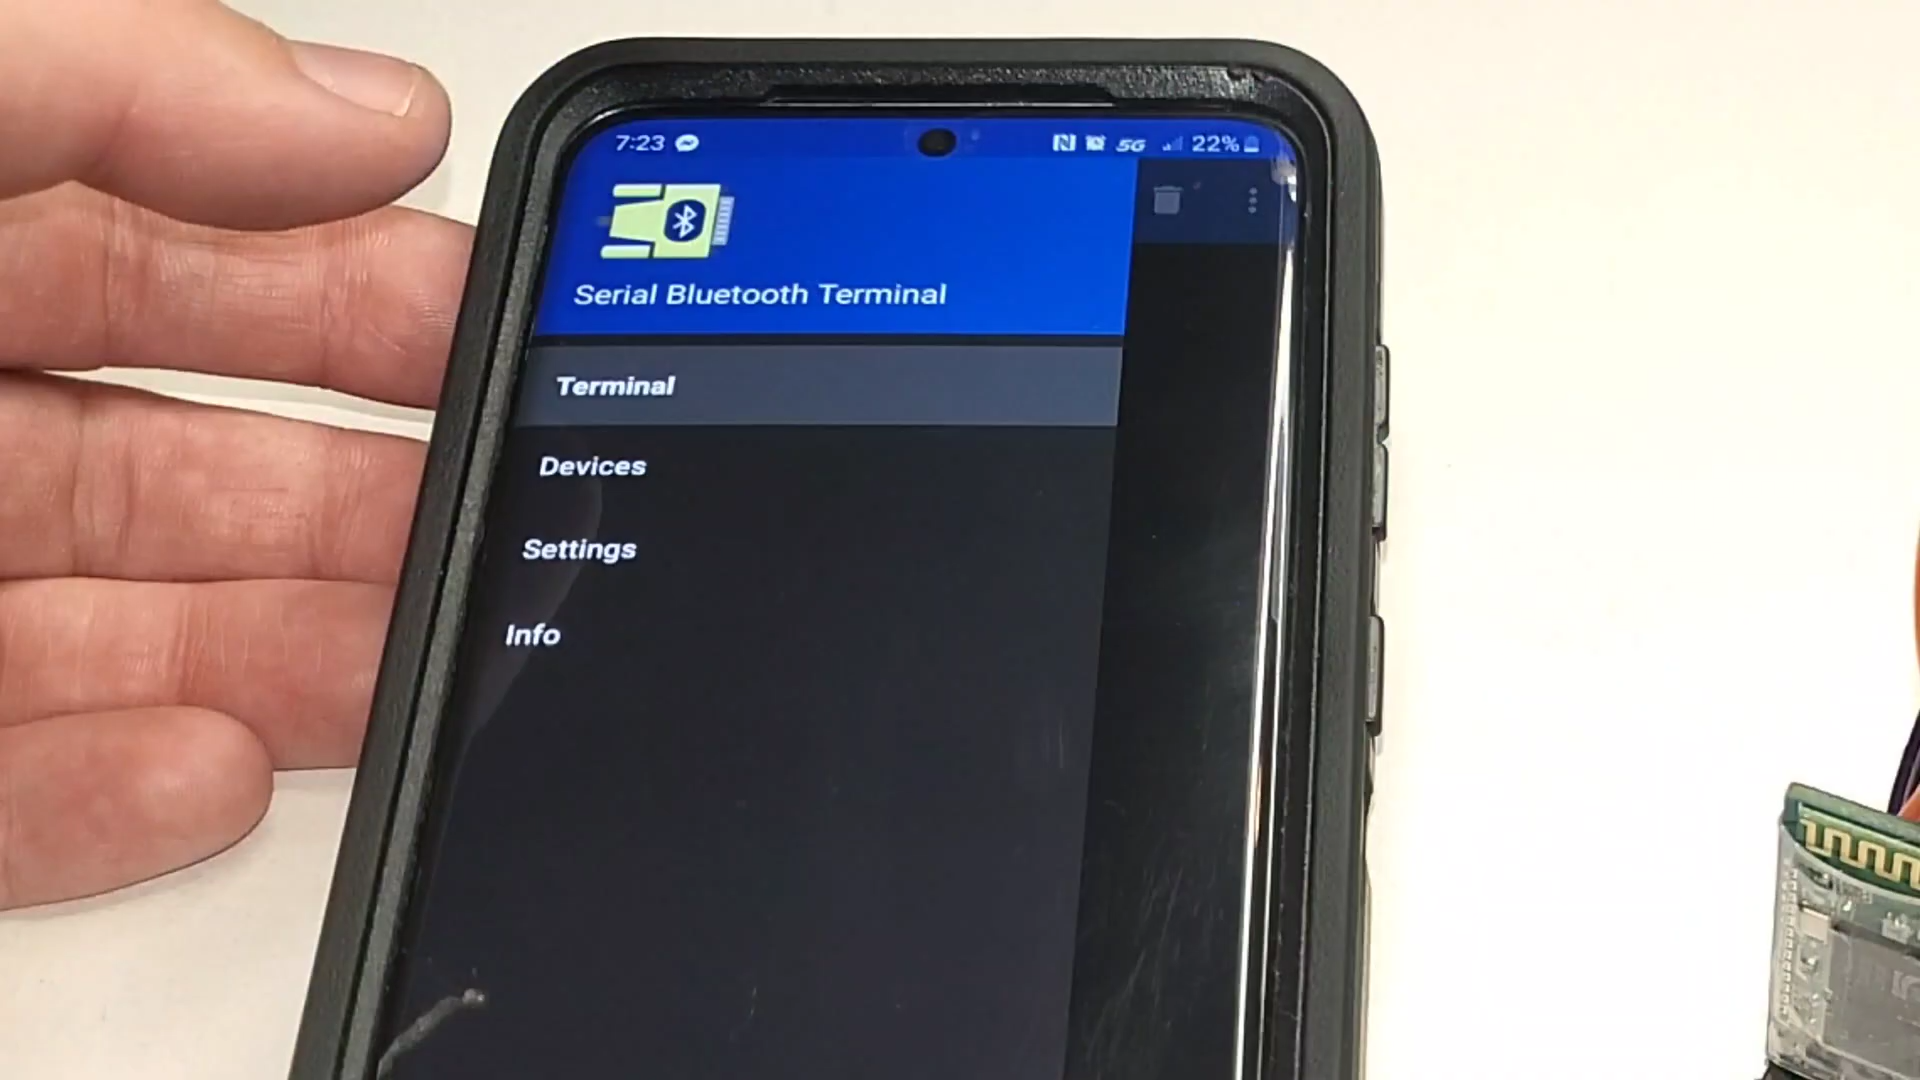 7:23 5G 22%
Serial Bluetooth Terminal
Terminal
Devices
Settings
Info